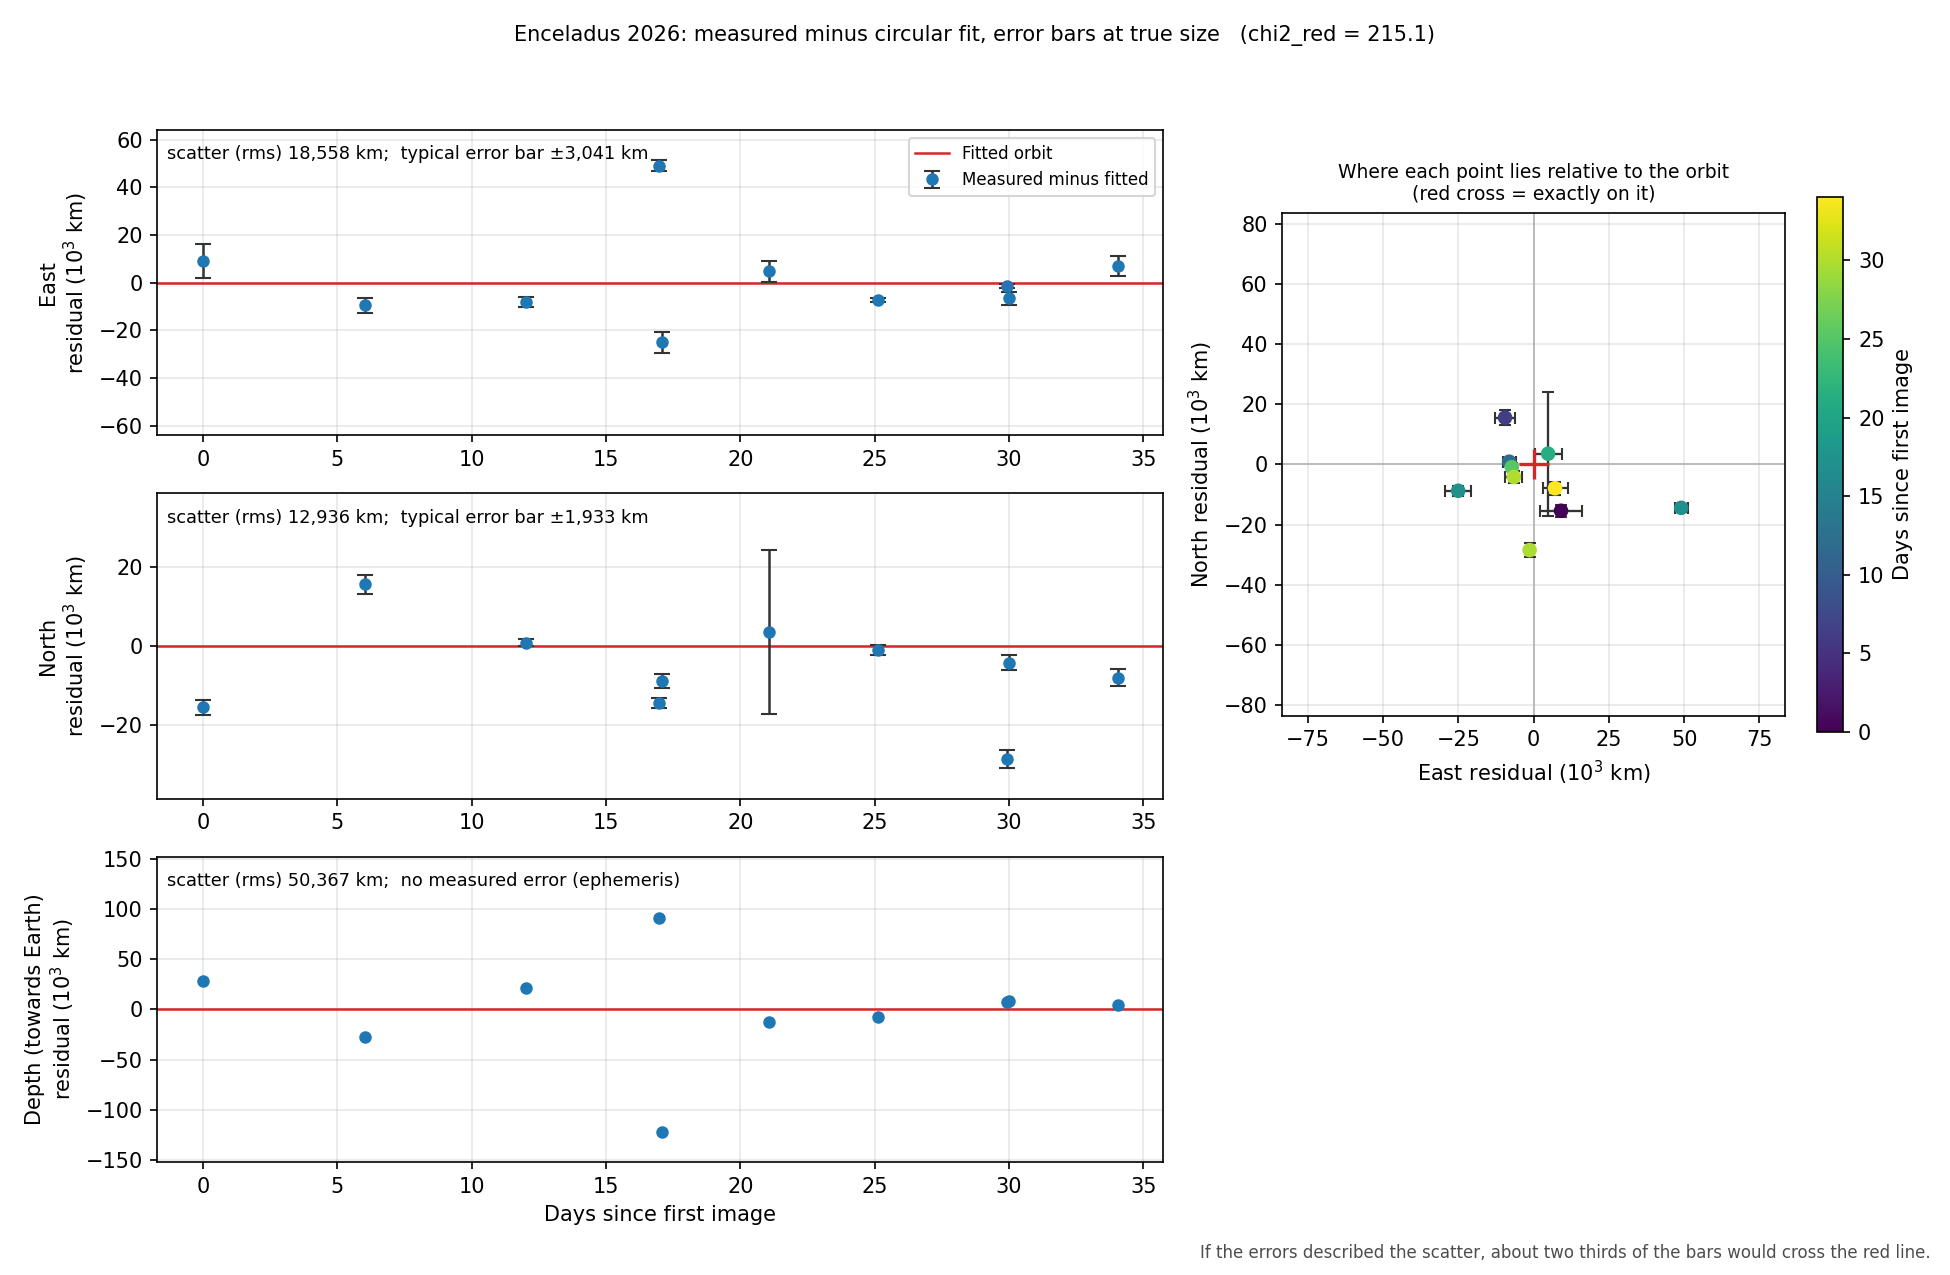 Enceladus 2026: measured minus circular fit, error bars at true size   (chi2_red = 215.1)
East
residual (10³ km)
60
40
20
0
−20
−40
−60
scatter (rms) 18,558 km;  typical error bar ±3,041 km
Fitted orbit
Measured minus fitted
0 5 10 15 20 25 30 35
North
residual (10³ km)
20
0
−20
scatter (rms) 12,936 km;  typical error bar ±1,933 km
0 5 10 15 20 25 30 35
Depth (towards Earth)
residual (10³ km)
150
100
50
0
−50
−100
−150
scatter (rms) 50,367 km;  no measured error (ephemeris)
0 5 10 15 20 25 30 35
Days since first image
Where each point lies relative to the orbit
(red cross = exactly on it)
North residual (10³ km)
80
60
40
20
0
−20
−40
−60
−80
−75 −50 −25 0 25 50 75
East residual (10³ km)
30
25
20
15
10
5
0
Days since first image
If the errors described the scatter, about two thirds of the bars would cross the red line.